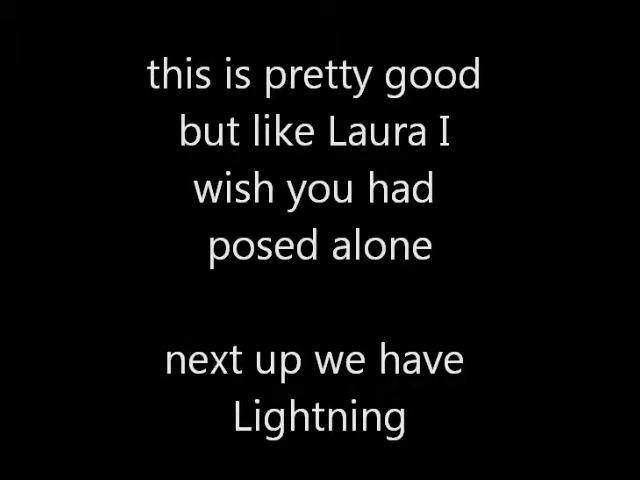 this is pretty good
but like Laura I
wish you had
posed alone
next up we have
Lightning